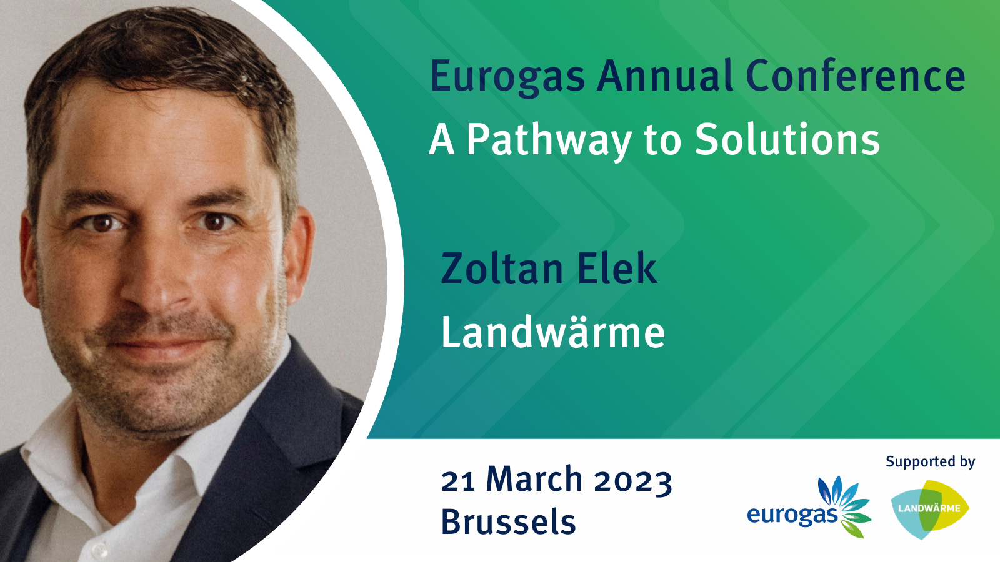 Eurogas Annual Conference
A Pathway to Solutions
Zoltan Elek
Landwärme
21 March 2023
Brussels
Supported by
eurogas
LANDWÄRME